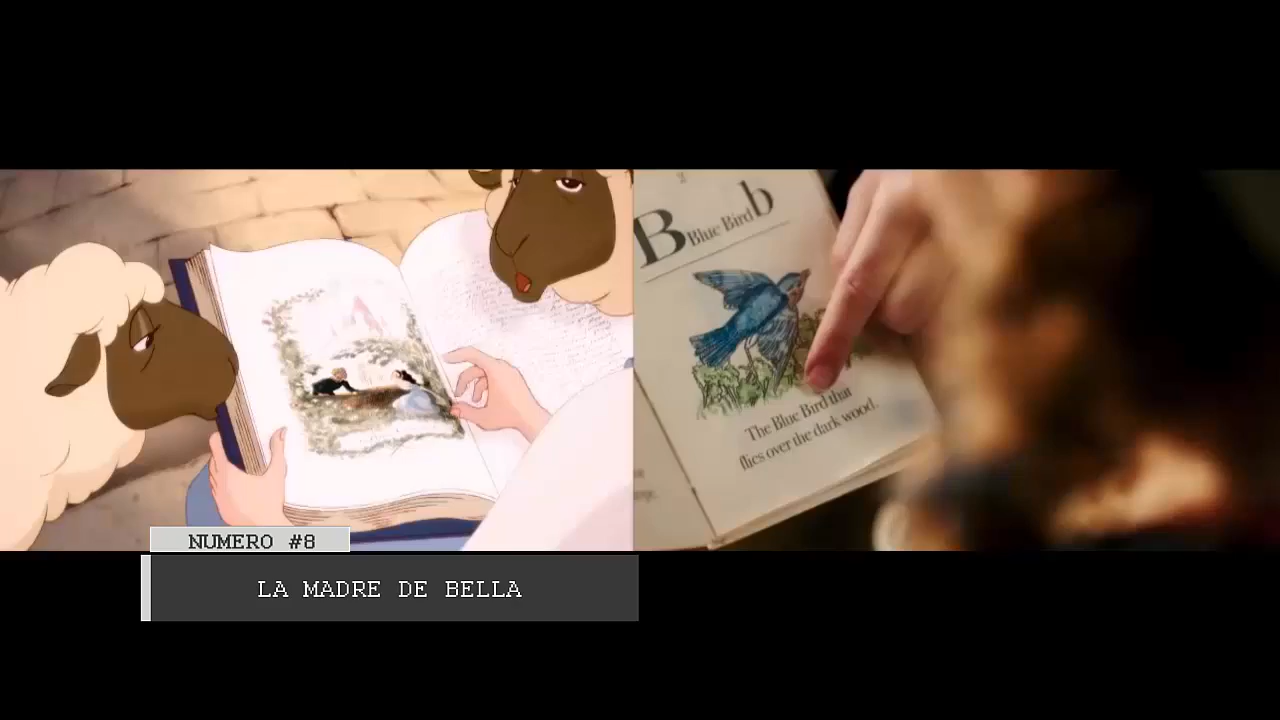 B Blue Bird b
The Blue Bird that
flies over the dark wood.
NUMERO #8
LA MADRE DE BELLA